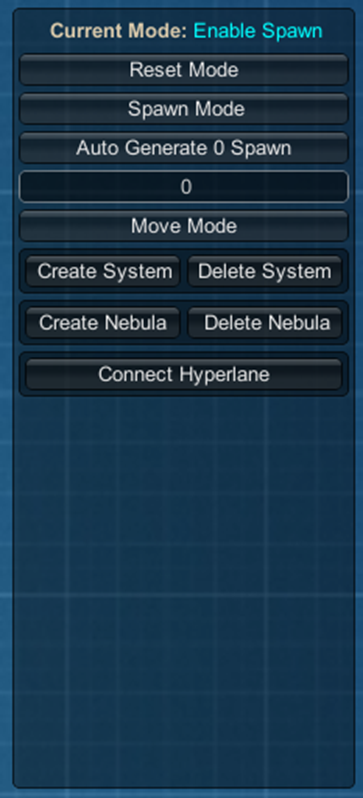 Current Mode: Enable Spawn
Reset Mode
Spawn Mode
Auto Generate 0 Spawn
0
Move Mode
Create System Delete System
Create Nebula Delete Nebula
Connect Hyperlane